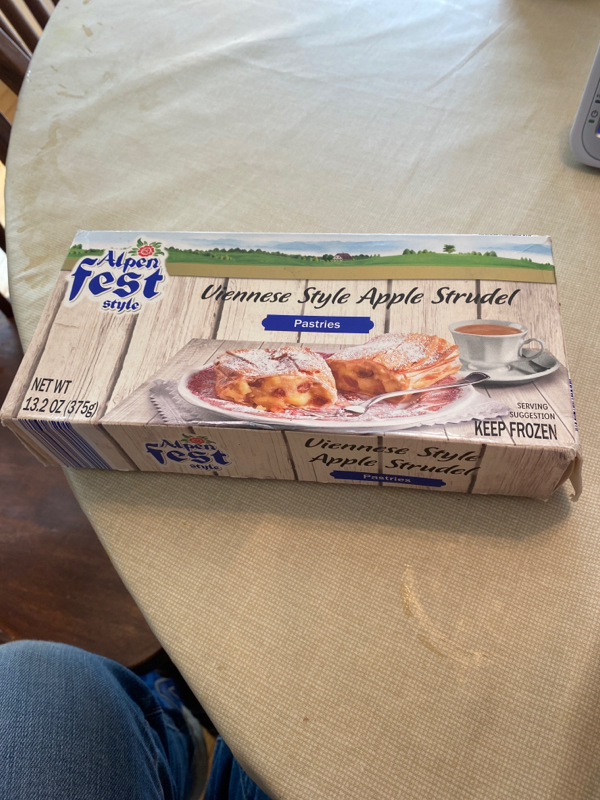 Alpen
fest
style
Viennese Style Apple Strudel
Pastries
NET WT
13.2 OZ (375g)
SERVING
SUGGESTION
KEEP FROZEN
Alpen
fest
style
Viennese Style
Apple Strudel
Pastries